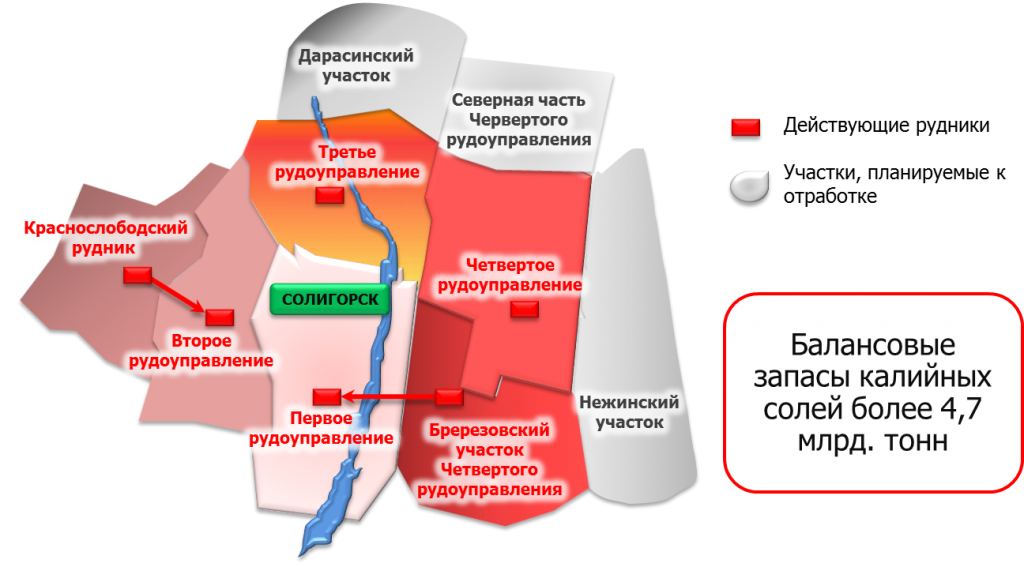 Дарасинский
участок
Северная часть
Червертого
рудоуправления
Третье
рудоуправление
Краснослободский
рудник
Четвертое
рудоуправление
СОЛИГОРСК
Второе
рудоуправление
Первое
рудоуправление
Бререзовский
участок
Четвертого
рудоуправления
Нежинский
участок
Действующие рудники
Участки, планируемые к
отработке
Балансовые
запасы калийных
солей более 4,7
млрд. тонн